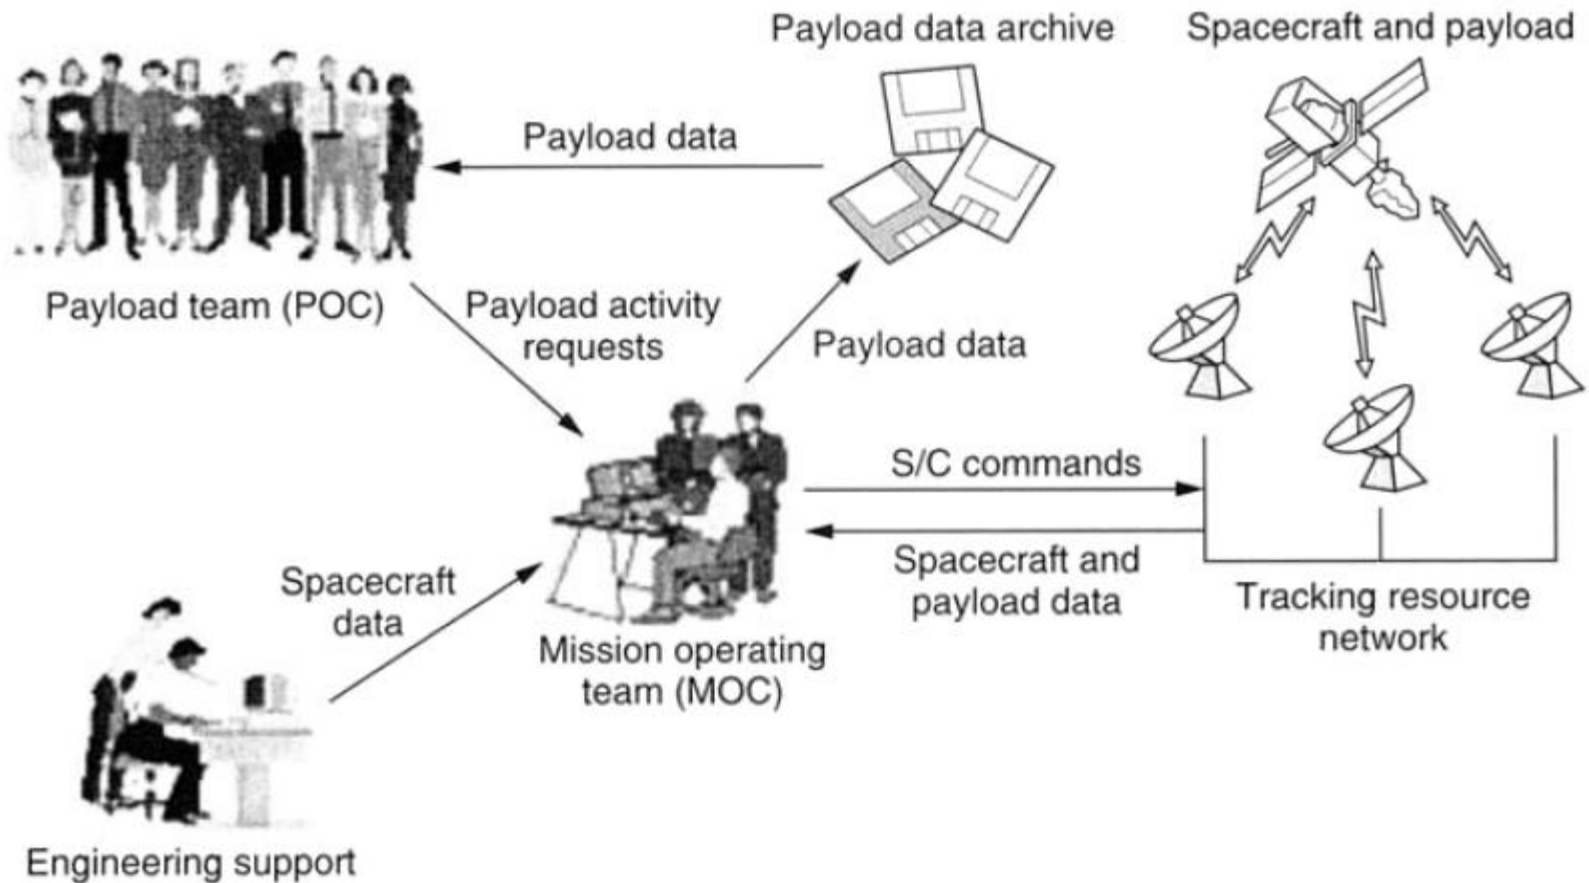 Payload data archive
Spacecraft and payload
Payload data
Payload team (POC)
Payload activity
requests
Payload data
S/C commands
Spacecraft and
payload data
Tracking resource
network
Spacecraft
data
Mission operating
team (MOC)
Engineering support